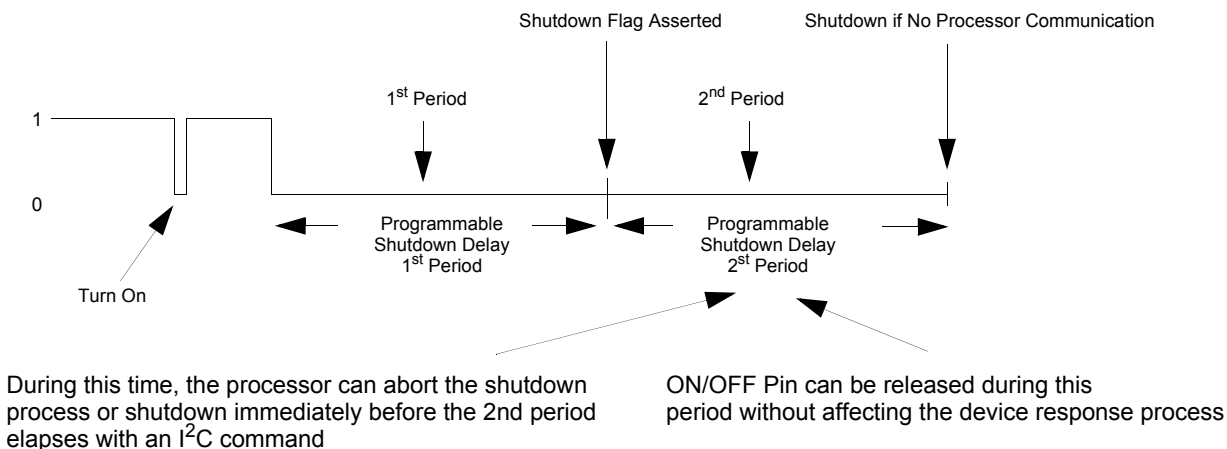 Shutdown Flag Asserted
Shutdown if No Processor Communication
1st Period
2nd Period
1
0
Programmable
Shutdown Delay
1st Period
Programmable
Shutdown Delay
2st Period
Turn On
During this time, the processor can abort the shutdown
process or shutdown immediately before the 2nd period
elapses with an I2C command
ON/OFF Pin can be released during this
period without affecting the device response process